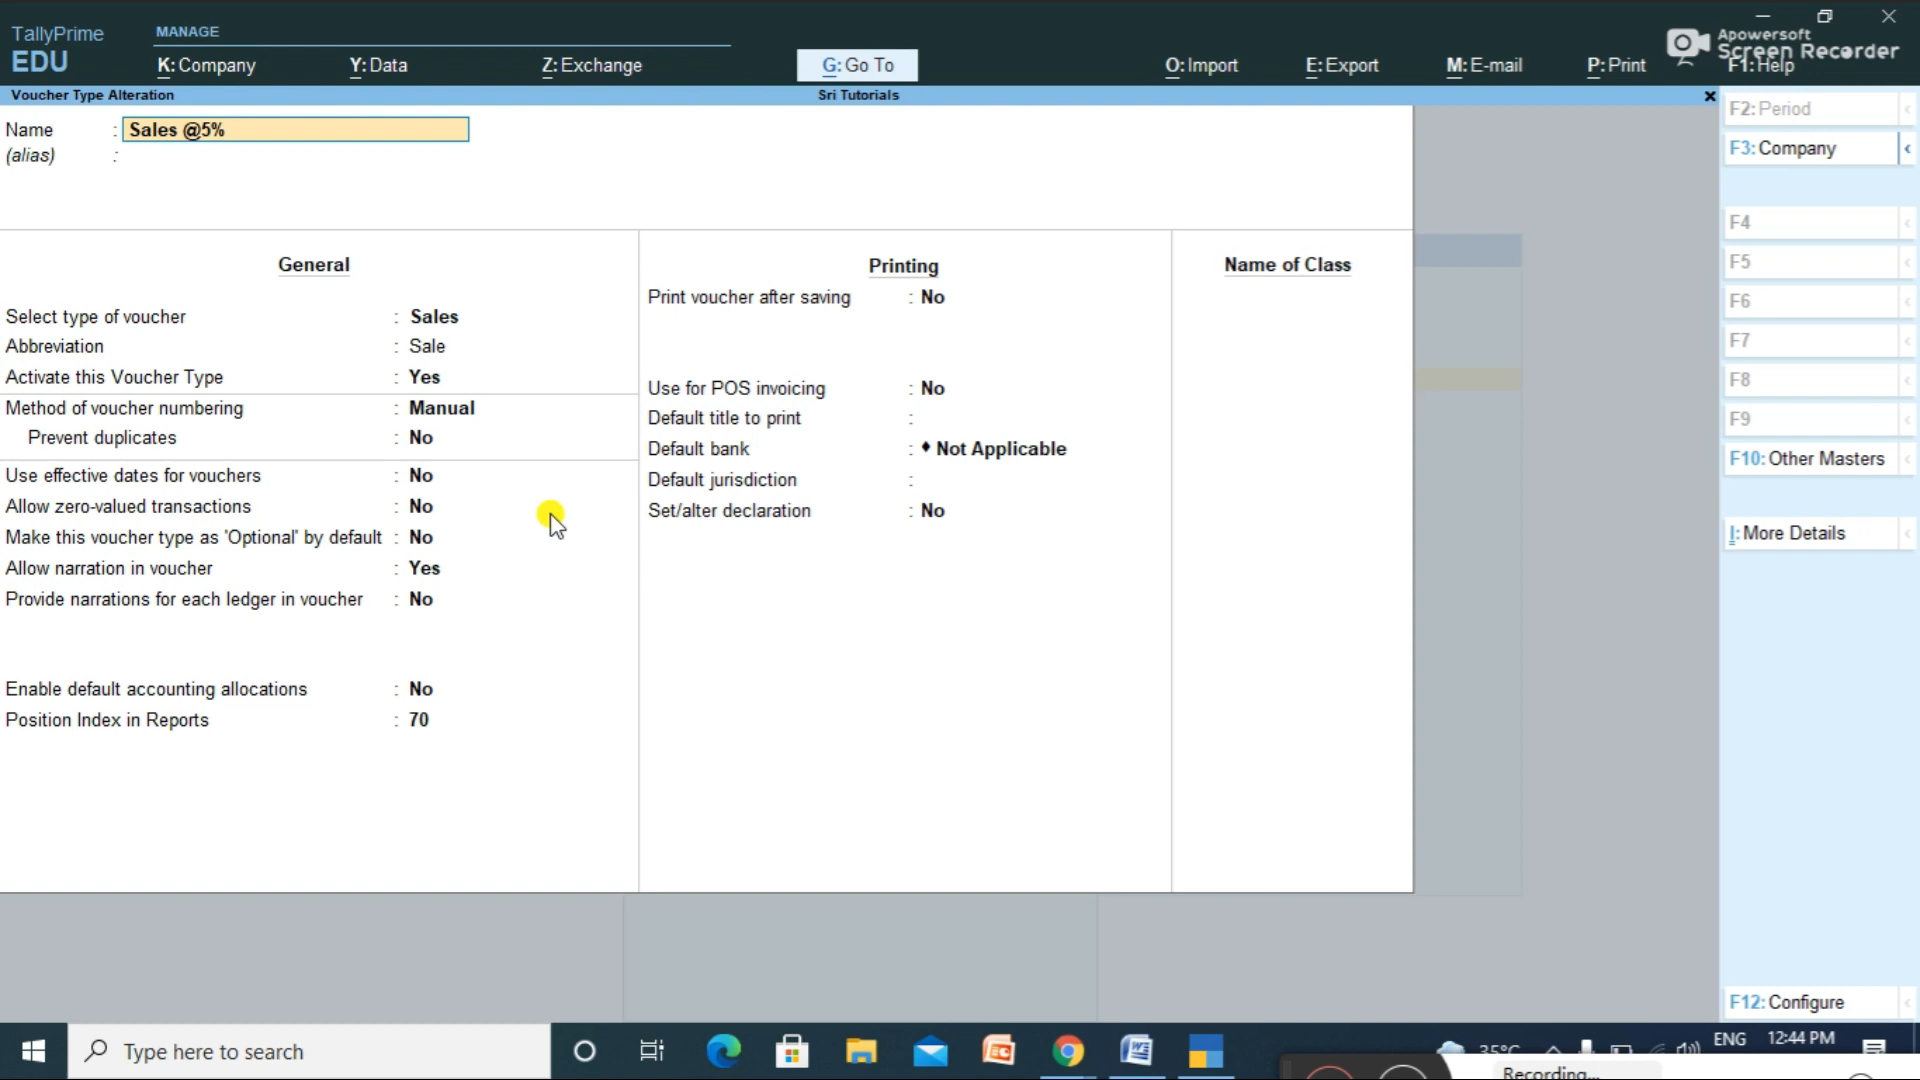 TallyPrime
EDU
MANAGE
K: Company
Y: Data
Z: Exchange
G: Go To
O: Import
E: Export
M: E-mail
P: Print
F1: Help
Apowersoft
Screen Recorder
Voucher Type Alteration
Sri Tutorials
Name : Sales @5%
(alias) :
General
Select type of voucher : Sales
Abbreviation : Sale
Activate this Voucher Type : Yes
Method of voucher numbering : Manual
Prevent duplicates : No
Use effective dates for vouchers : No
Allow zero-valued transactions : No
Make this voucher type as 'Optional' by default : No
Allow narration in voucher : Yes
Provide narrations for each ledger in voucher : No
Enable default accounting allocations : No
Position Index in Reports : 70
Printing
Print voucher after saving : No
Use for POS invoicing : No
Default title to print :
Default bank : ♦ Not Applicable
Default jurisdiction :
Set/alter declaration : No
Name of Class
F2: Period
F3: Company
F4
F5
F6
F7
F8
F9
F10: Other Masters
I: More Details
F12: Configure
Type here to search
35°C
ENG
12:44 PM
Recording...